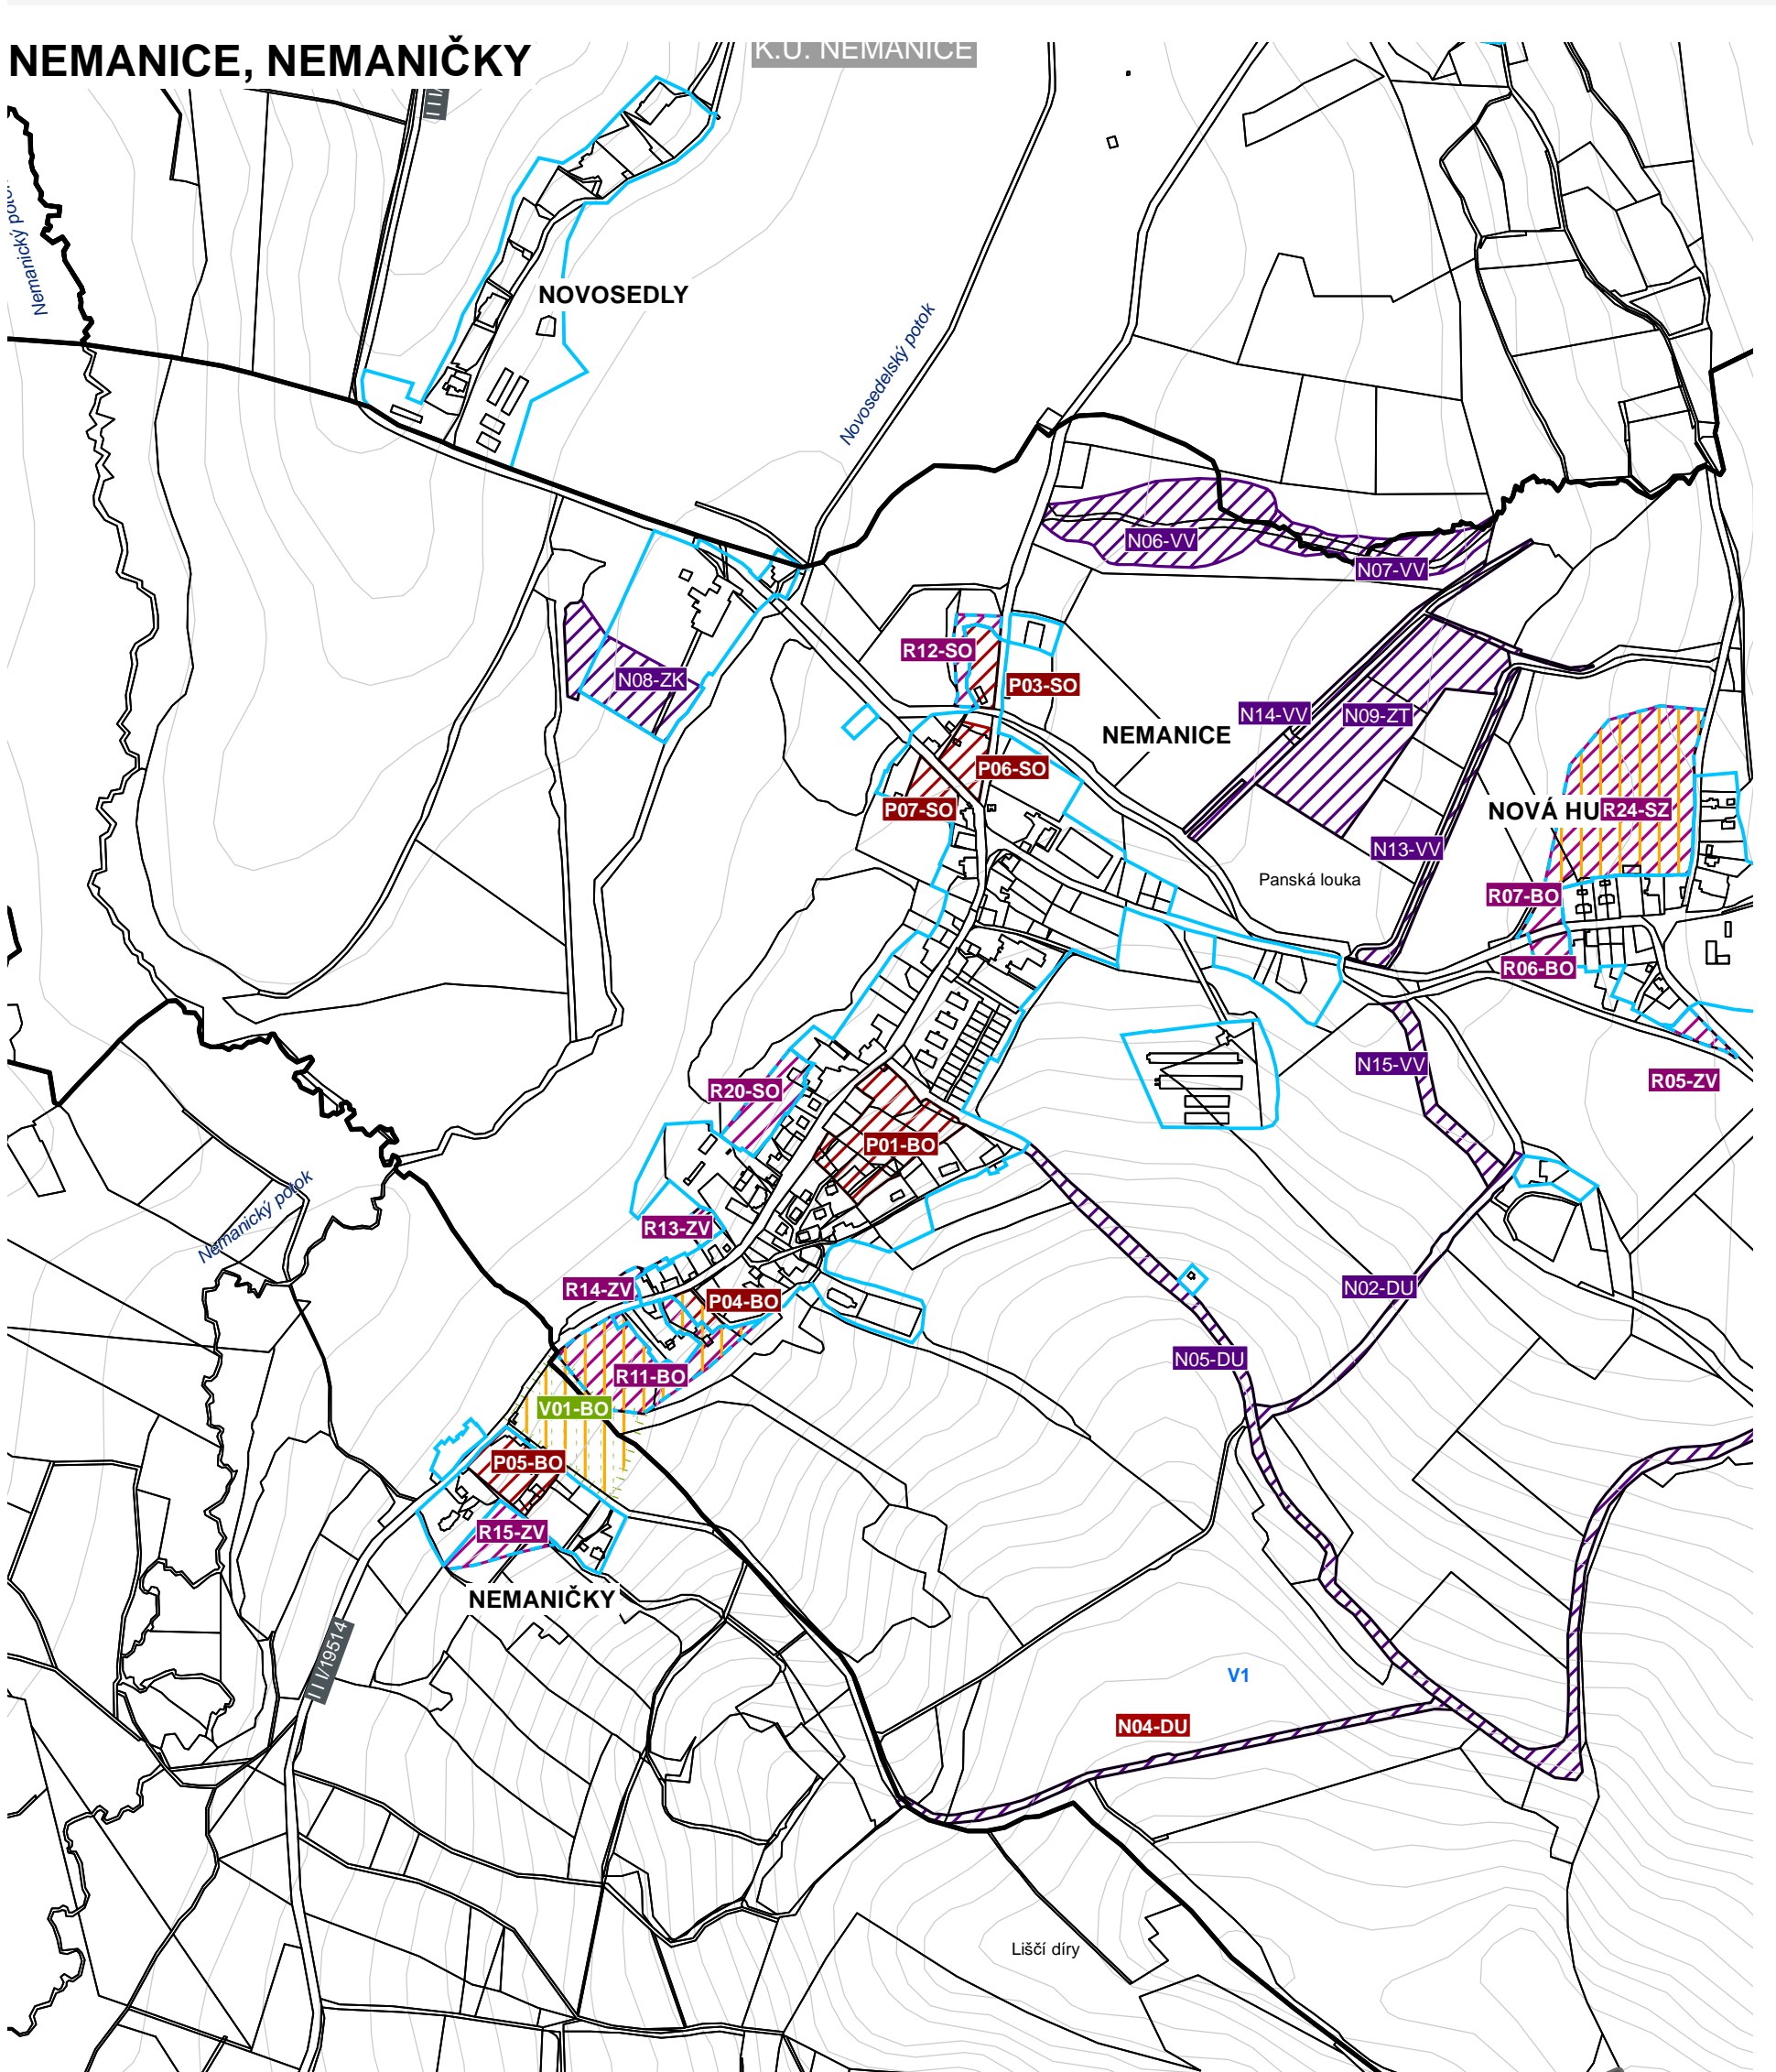 NEMANICE, NEMANIČKY
K.Ú. NEMANICE
Nemanický potok
NOVOSEDLY
Novosedelský potok
N06-VV
N07-VV
R12-SO
N08-ZK
P03-SO
N14-VV
N09-ZT
NEMANICE
P06-SO
P07-SO
NOVÁ HU
R24-SZ
N13-VV
Panská louka
R07-BO
R06-BO
N15-VV
R05-ZV
R20-SO
P01-BO
Nemanický potok
R13-ZV
R14-ZV
P04-BO
N02-DU
N05-DU
R11-BO
V01-BO
P05-BO
R15-ZV
NEMANIČKY
III/19514
V1
N04-DU
Liščí díry